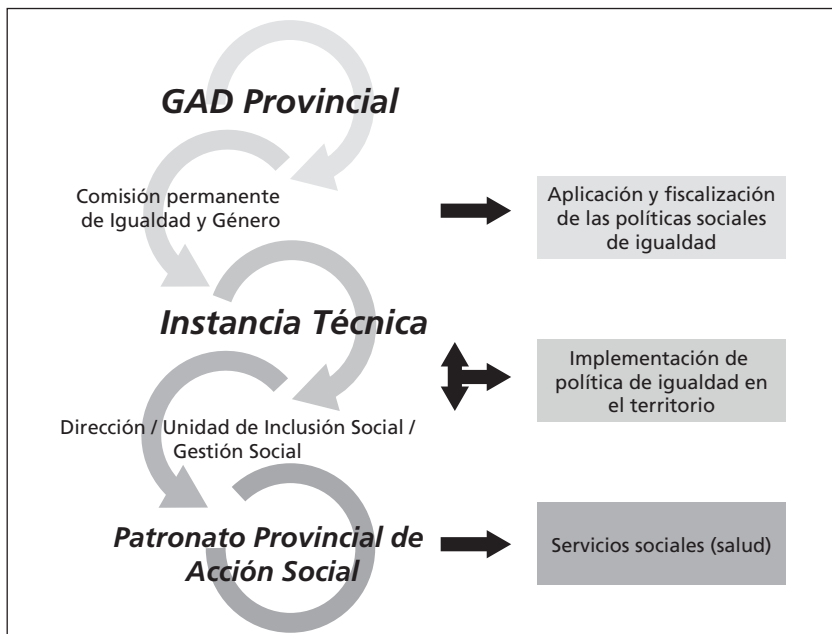 GAD Provincial
Comisión permanente
de Igualdad y Género
Aplicación y fiscalización
de las políticas sociales
de igualdad
Instancia Técnica
Implementación de
política de igualdad en
el territorio
Dirección / Unidad de Inclusión Social /
Gestión Social
Patronato Provincial de
Acción Social
Servicios sociales (salud)